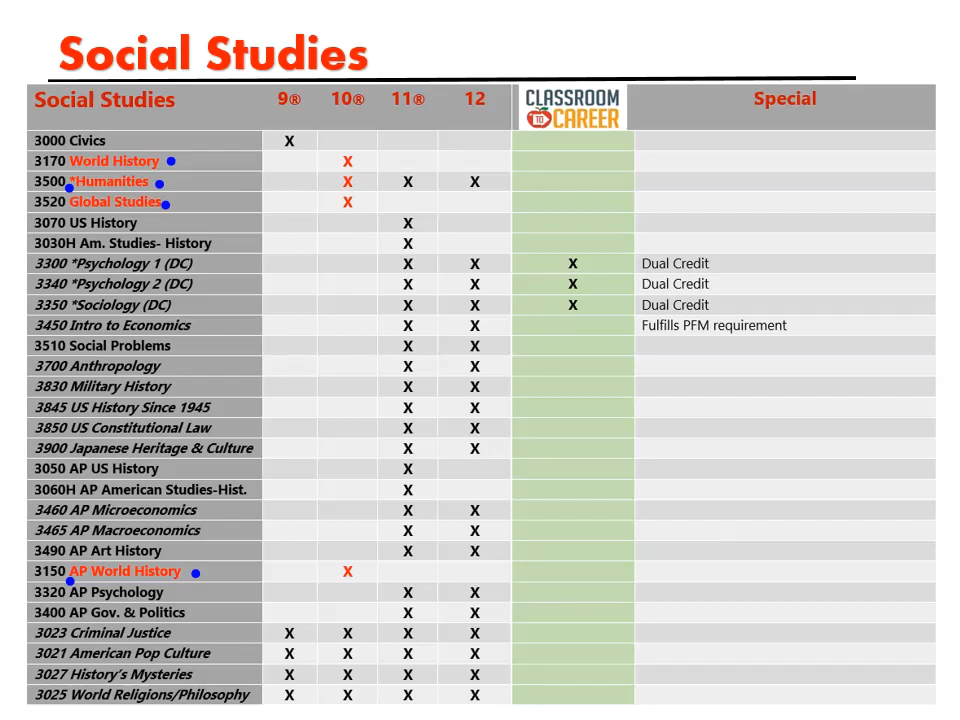 Social Studies
Social Studies 9® 10® 11® 12 CLASSROOM TO CAREER Special
3000 Civics X
3170 World History X
3500 *Humanities X X X
3520 Global Studies X
3070 US History X
3030H Am. Studies- History X
3300 *Psychology 1 (DC) X X X Dual Credit
3340 *Psychology 2 (DC) X X X Dual Credit
3350 *Sociology (DC) X X X Dual Credit
3450 Intro to Economics X X Fulfills PFM requirement
3510 Social Problems X X
3700 Anthropology X X
3830 Military History X X
3845 US History Since 1945 X X
3850 US Constitutional Law X X
3900 Japanese Heritage & Culture X X
3050 AP US History X
3060H AP American Studies-Hist. X
3460 AP Microeconomics X X
3465 AP Macroeconomics X X
3490 AP Art History X X
3150 AP World History X
3320 AP Psychology X X
3400 AP Gov. & Politics X X
3023 Criminal Justice X X X X
3021 American Pop Culture X X X X
3027 History's Mysteries X X X X
3025 World Religions/Philosophy X X X X